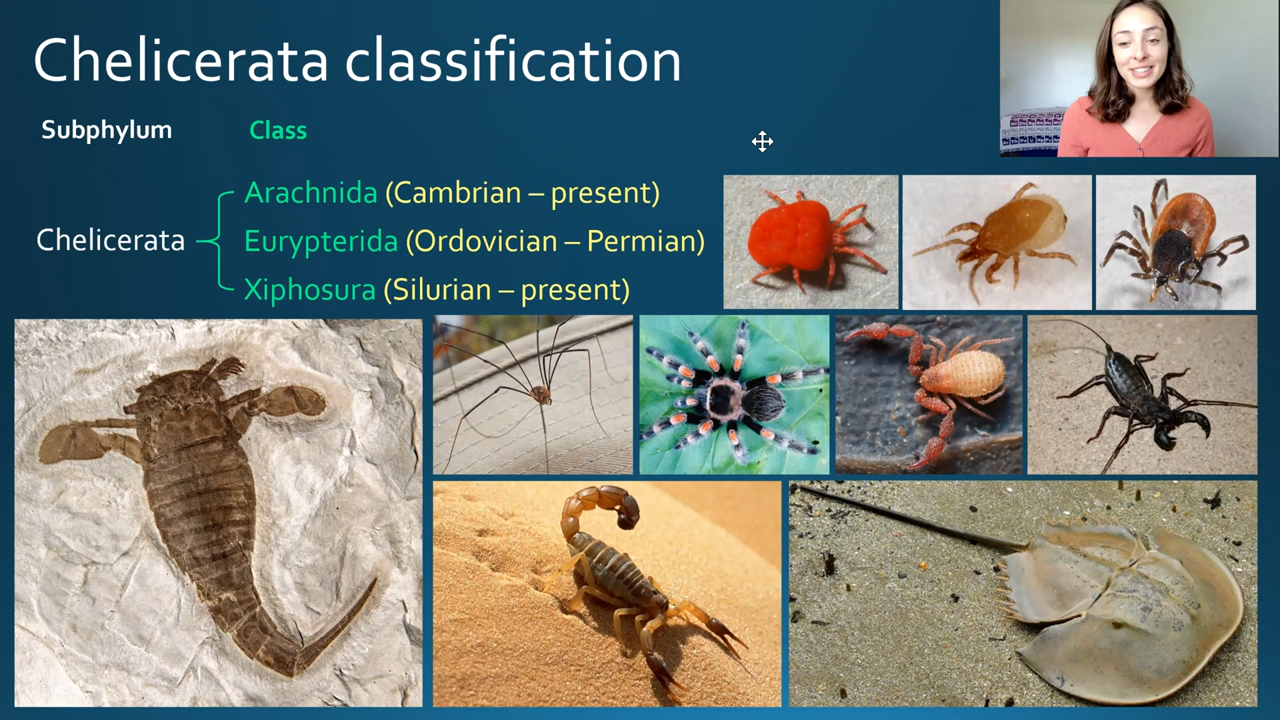 Chelicerata classification
Subphylum Class
Arachnida (Cambrian – present)
Chelicerata Eurypterida (Ordovician – Permian)
Xiphosura (Silurian – present)